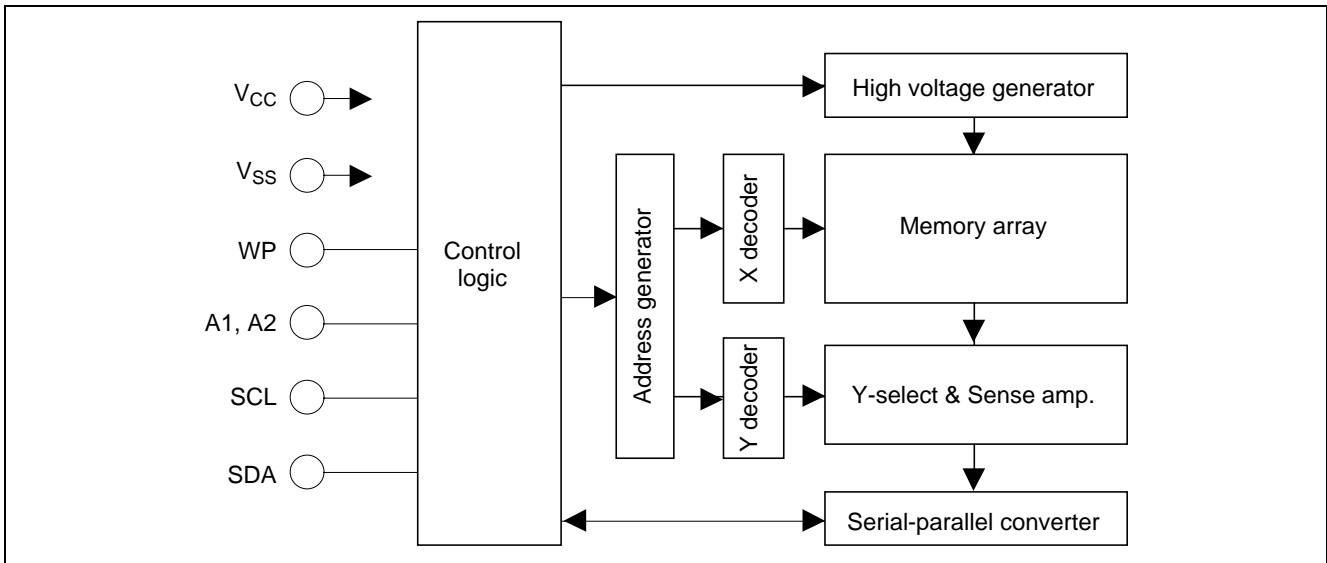 VCC
VSS
WP
A1, A2
SCL
SDA
Control
logic
Address generator
X decoder
Y decoder
High voltage generator
Memory array
Y-select & Sense amp.
Serial-parallel converter